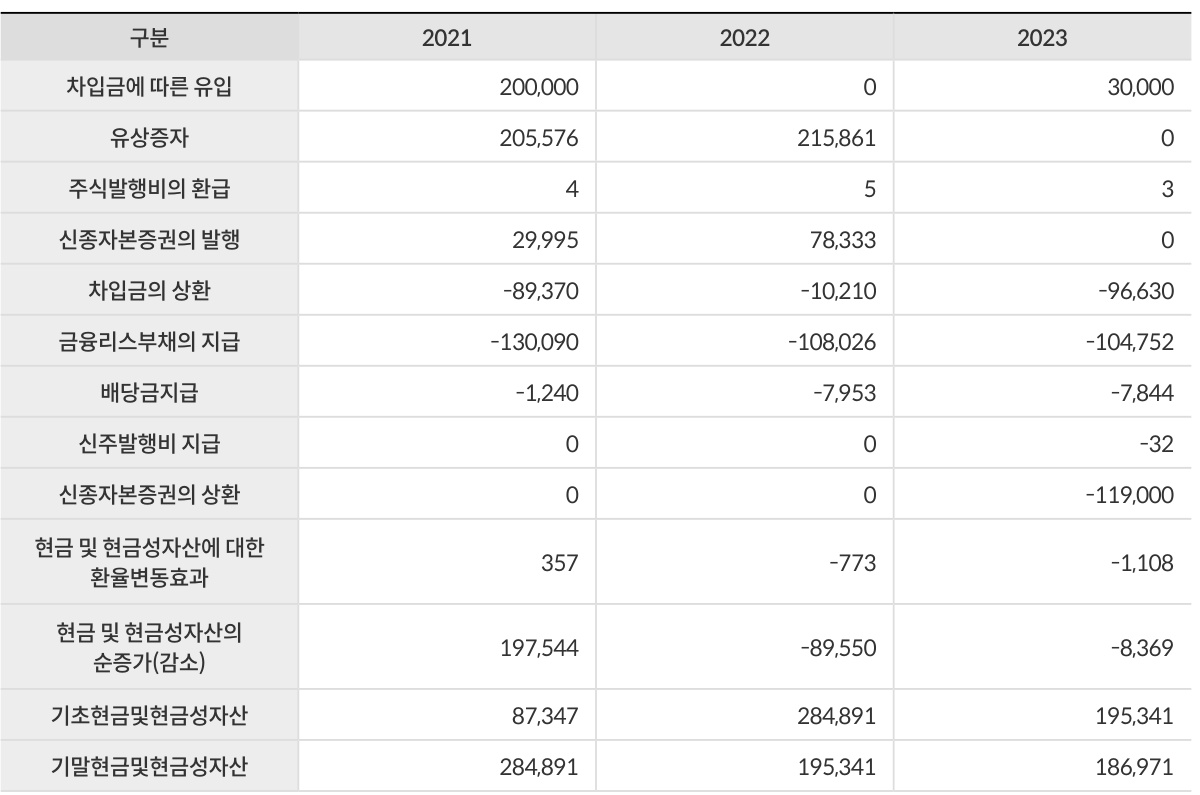 구분 2021 2022 2023
차입금에 따른 유입 200,000 0 30,000
유상증자 205,576 215,861 0
주식발행비의 환급 4 5 3
신종자본증권의 발행 29,995 78,333 0
차입금의 상환 -89,370 -10,210 -96,630
금융리스부채의 지급 -130,090 -108,026 -104,752
배당금지급 -1,240 -7,953 -7,844
신주발행비 지급 0 0 -32
신종자본증권의 상환 0 0 -119,000
현금 및 현금성자산에 대한
환율변동효과 357 -773 -1,108
현금 및 현금성자산의
순증가(감소) 197,544 -89,550 -8,369
기초현금및현금성자산 87,347 284,891 195,341
기말현금및현금성자산 284,891 195,341 186,971